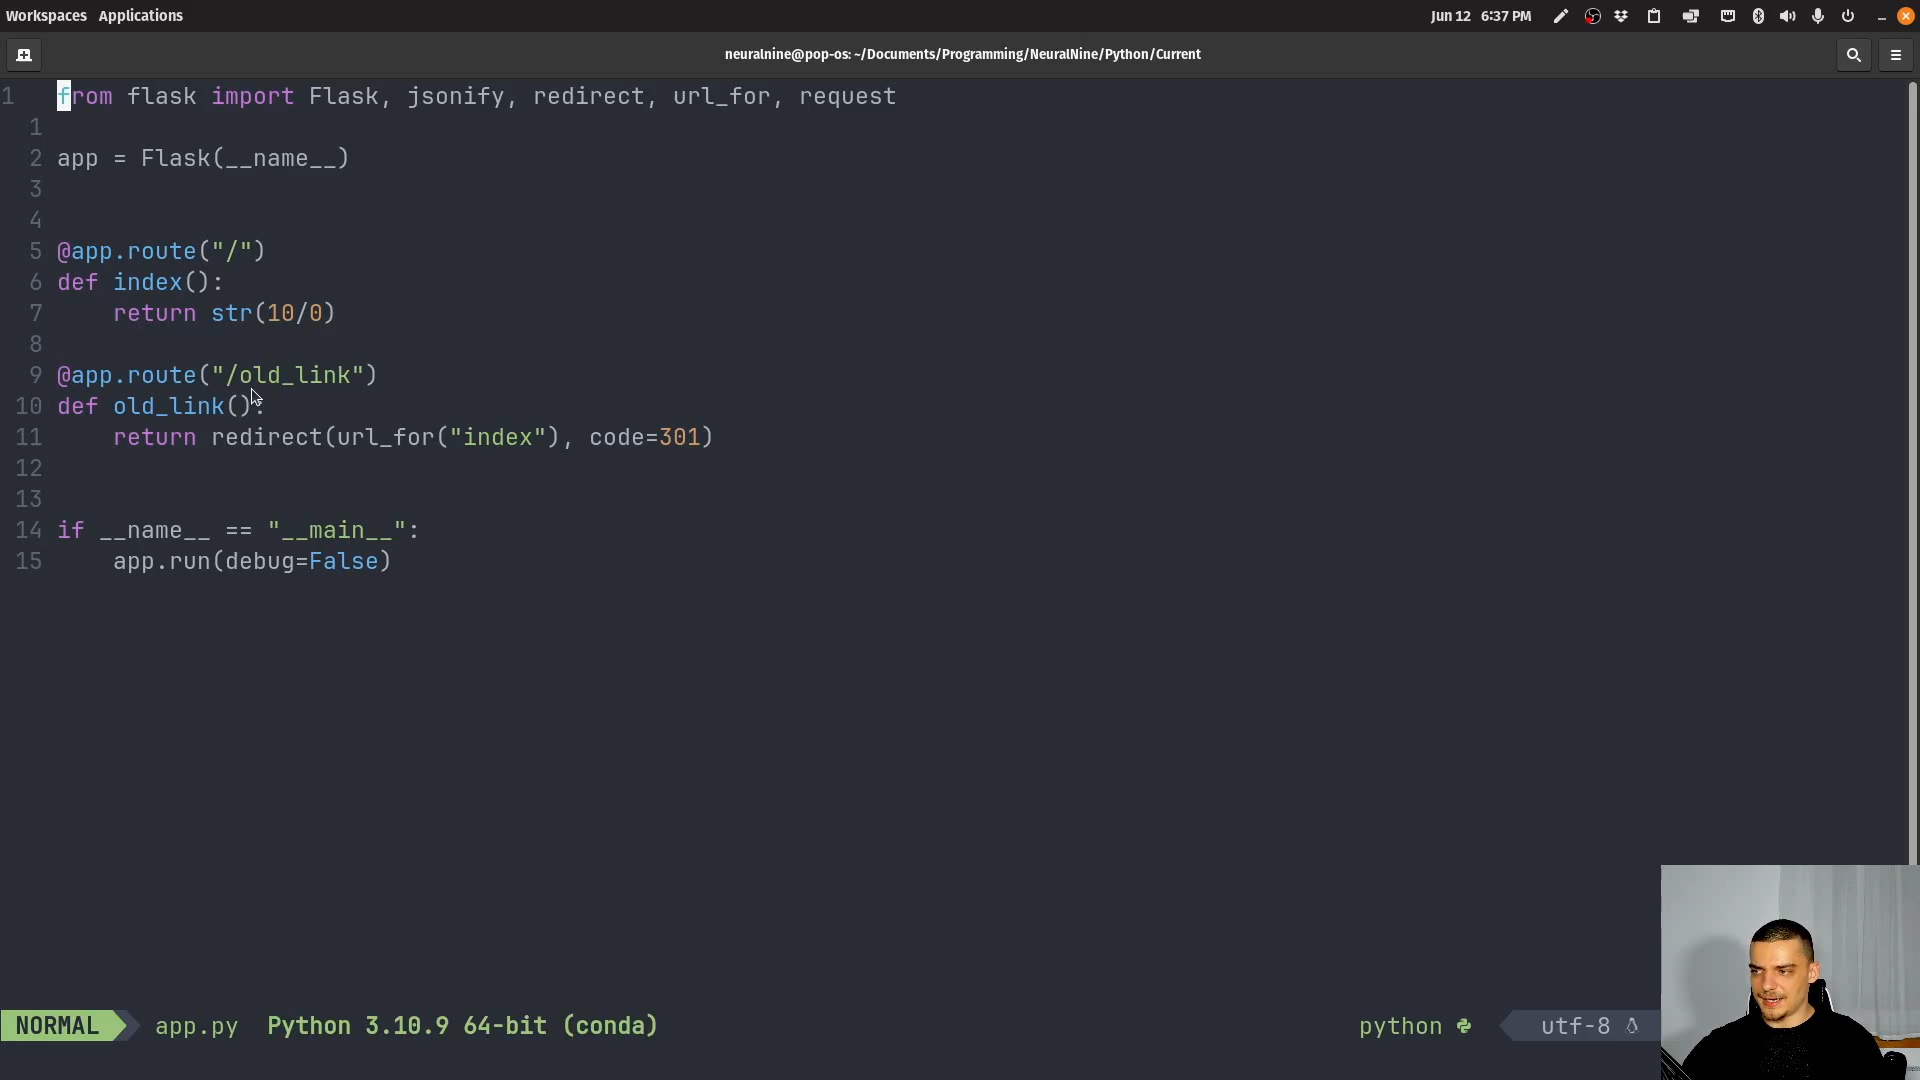 Workspaces Applications
Jun 12 6:37 PM
neuralnine@pop-os: ~/Documents/Programming/NeuralNine/Python/Current
1 from flask import Flask, jsonify, redirect, url_for, request
1
2 app = Flask(__name__)
3
4
5 @app.route("/")
6 def index():
7     return str(10/0)
8
9 @app.route("/old_link")
10 def old_link():
11     return redirect(url_for("index"), code=301)
12
13
14 if __name__ == "__main__":
15     app.run(debug=False)
NORMAL app.py Python 3.10.9 64-bit (conda) python utf-8